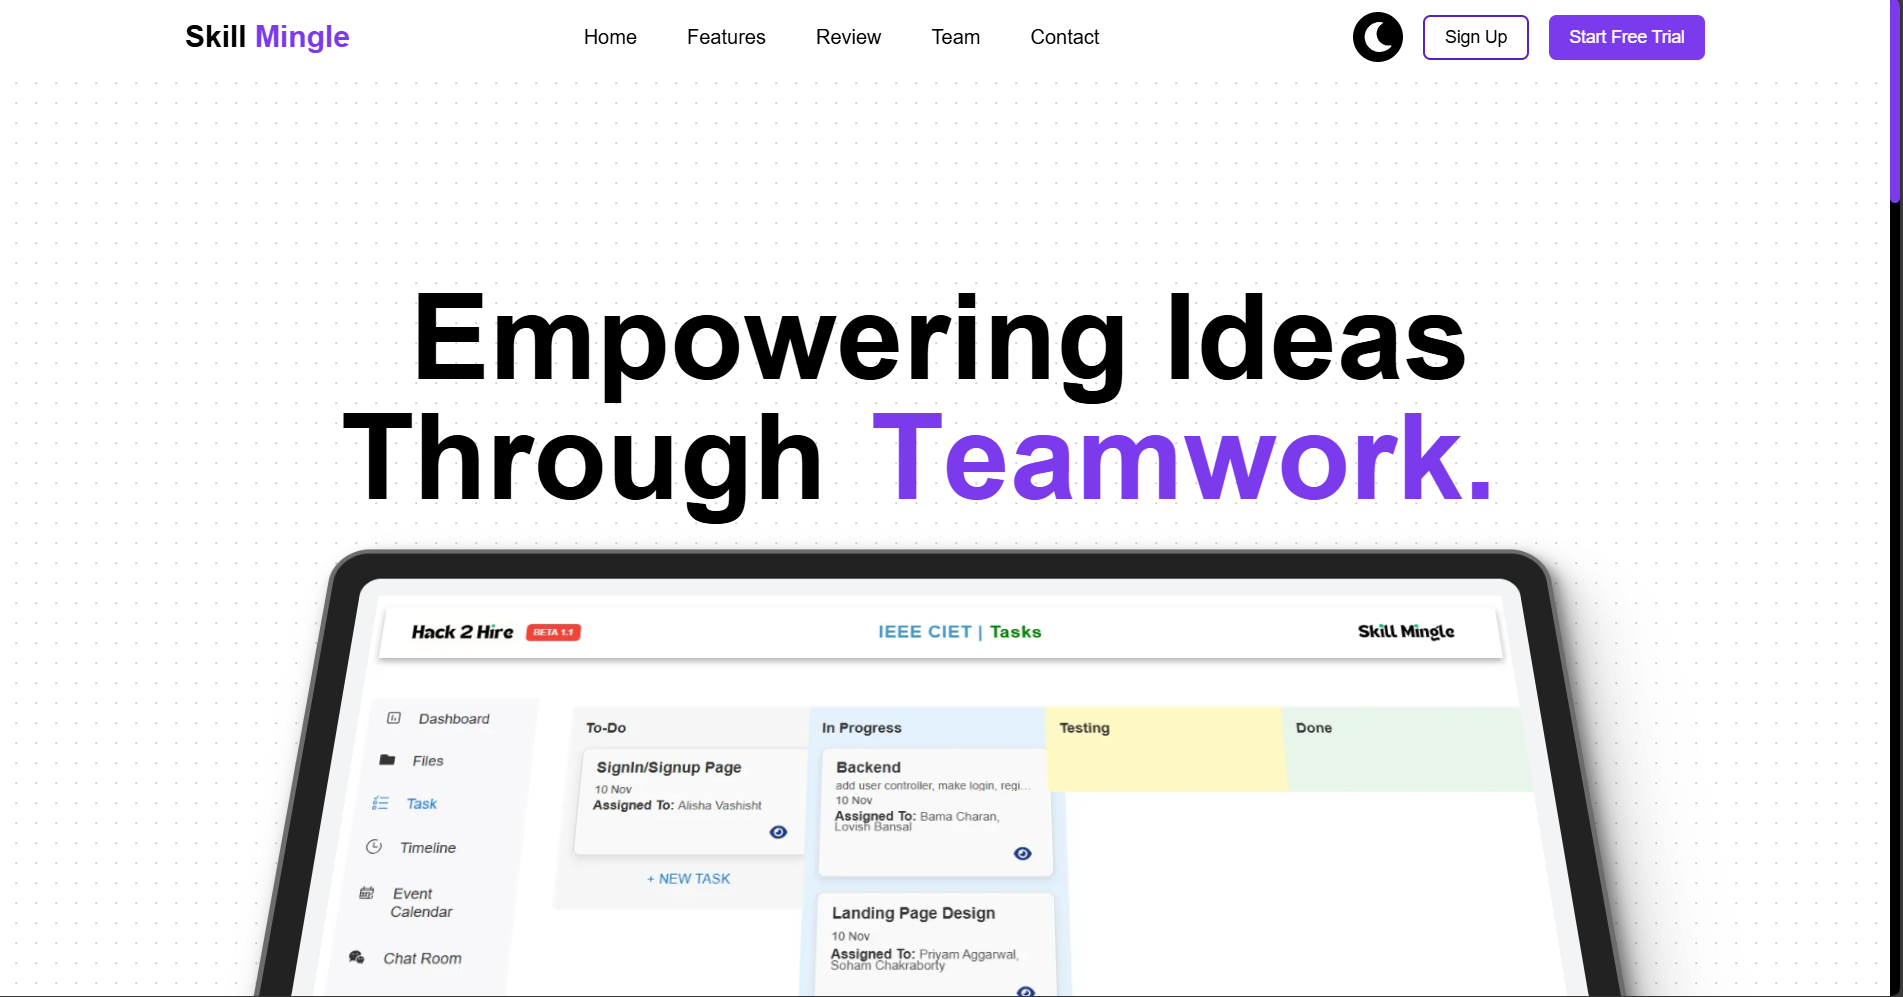 Skill Mingle
Home
Features
Review
Team
Contact
Sign Up
Start Free Trial
Empowering Ideas
Through Teamwork.
Hack 2 Hire
BETA 1.1
IEEE CIET | Tasks
Skill Mingle
Dashboard
Files
Task
Timeline
Event
Calendar
Chat Room
To-Do
SignIn/Signup Page
10 Nov
Assigned To: Alisha Vashisht
+ NEW TASK
In Progress
Backend
add user controller, make login, regi...
10 Nov
Assigned To: Bama Charan,
Lovish Bansal
Landing Page Design
10 Nov
Assigned To: Priyam Aggarwal,
Soham Chakraborty
Testing
Done